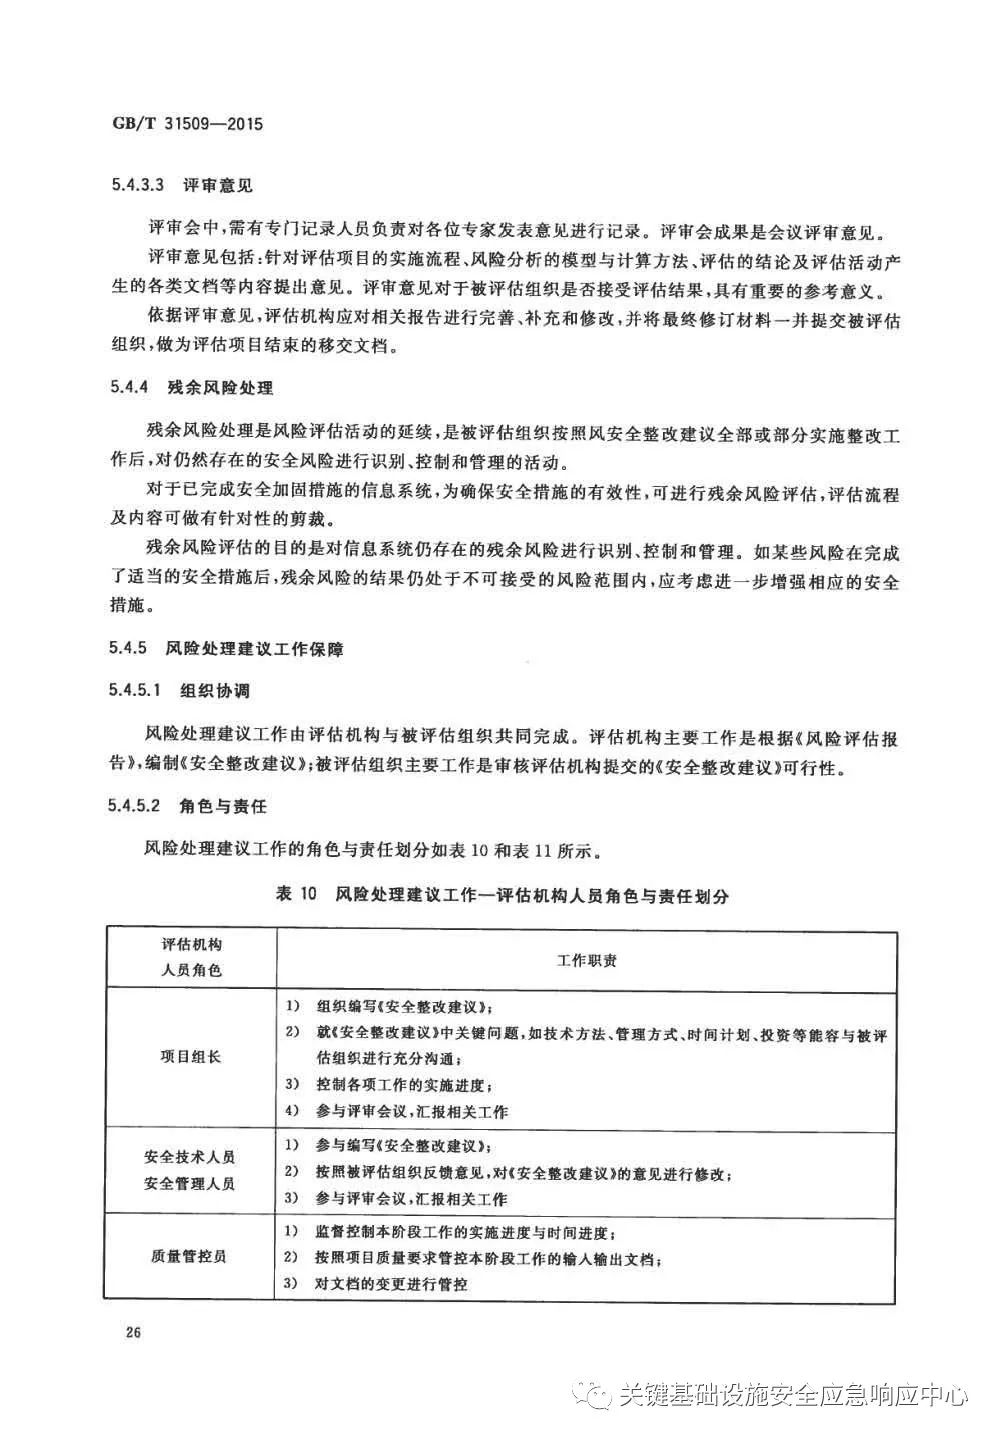 GB/T 31509—2015
5.4.3.3 评审意见
评审会中,需有专门记录人员负责对各位专家发表意见进行记录。评审会成果是会议评审意见。
评审意见包括:针对评估项目的实施流程、风险分析的模型与计算方法、评估的结论及评估活动产
生的各类文档等内容提出意见。评审意见对于被评估组织是否接受评估结果,具有重要的参考意义。
依据评审意见,评估机构应对相关报告进行完善、补充和修改,并将最终修订材料一并提交被评估
组织,做为评估项目结束的移交文档。
5.4.4 残余风险处理
残余风险处理是风险评估活动的延续,是被评估组织按照风安全整改建议全部或部分实施整改工
作后,对仍然存在的安全风险进行识别、控制和管理的活动。
对于已完成安全加固措施的信息系统,为确保安全措施的有效性,可进行残余风险评估,评估流程
及内容可做有针对性的剪裁。
残余风险评估的目的是对信息系统仍存在的残余风险进行识别、控制和管理。如某些风险在完成
了适当的安全措施后,残余风险的结果仍处于不可接受的风险范围内,应考虑进一步增强相应的安全
措施。
5.4.5 风险处理建议工作保障
5.4.5.1 组织协调
风险处理建议工作由评估机构与被评估组织共同完成。评估机构主要工作是根据《风险评估报
告》,编制《安全整改建议》;被评估组织主要工作是审核评估机构提交的《安全整改建议》可行性。
5.4.5.2 角色与责任
风险处理建议工作的角色与责任划分如表 10 和表 11 所示。
表 10 风险处理建议工作—评估机构人员角色与责任划分
评估机构
人员角色
工作职责
项目组长
1) 组织编写《安全整改建议》;
2) 就《安全整改建议》中关键问题,如技术方法、管理方式、时间计划、投资等能容与被评
估组织进行充分沟通;
3) 控制各项工作的实施进度;
4) 参与评审会议,汇报相关工作
安全技术人员
安全管理人员
1) 参与编写《安全整改建议》;
2) 按照被评估组织反馈意见,对《安全整改建议》的意见进行修改;
3) 参与评审会议,汇报相关工作
质量管控员
1) 监督控制本阶段工作的实施进度与时间进度;
2) 按照项目质量要求管控本阶段工作的输入输出文档;
3) 对文档的变更进行管控
26
关键基础设施安全应急响应中心